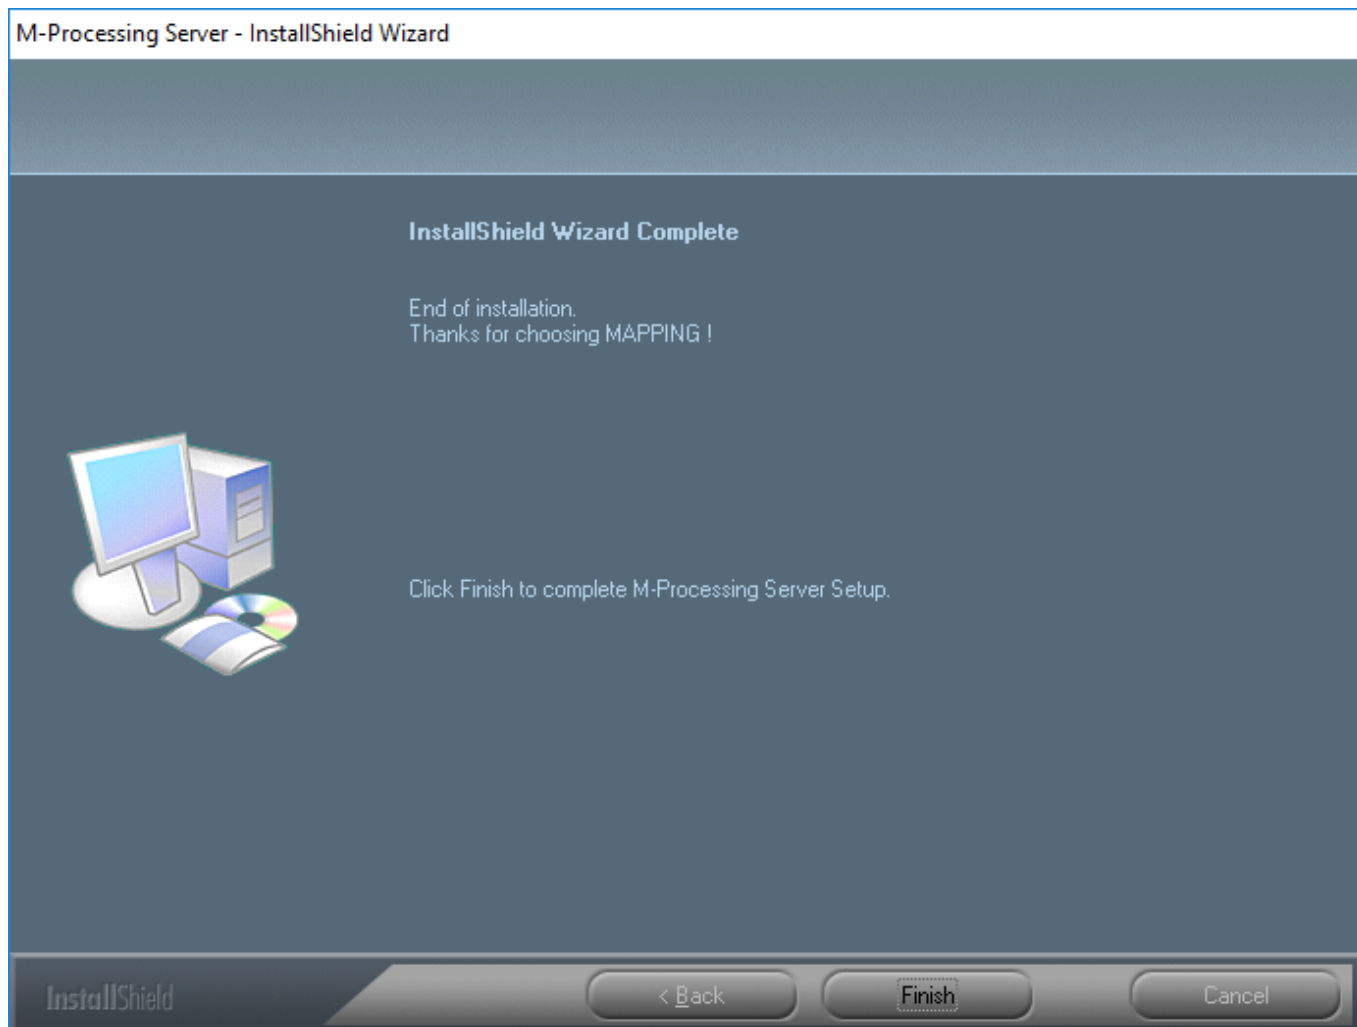 M-Processing Server - InstallShield Wizard
InstallShield Wizard Complete
End of installation.
Thanks for choosing MAPPING !
Click Finish to complete M-Processing Server Setup.
InstallShield
< Back
Finish
Cancel